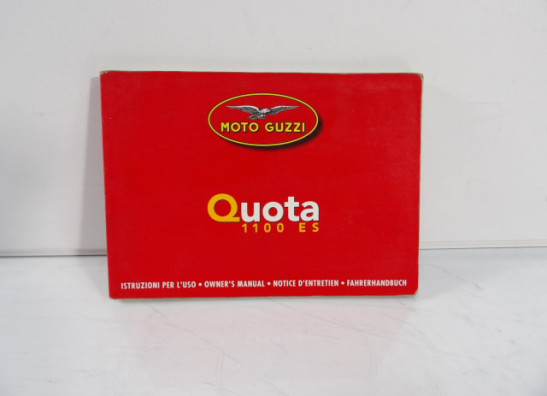 MOTO GUZZI
Quota
1100 ES
ISTRUZIONI PER L'USO • OWNER'S MANUAL • NOTICE D'ENTRETIEN • FAHRERHANDBUCH